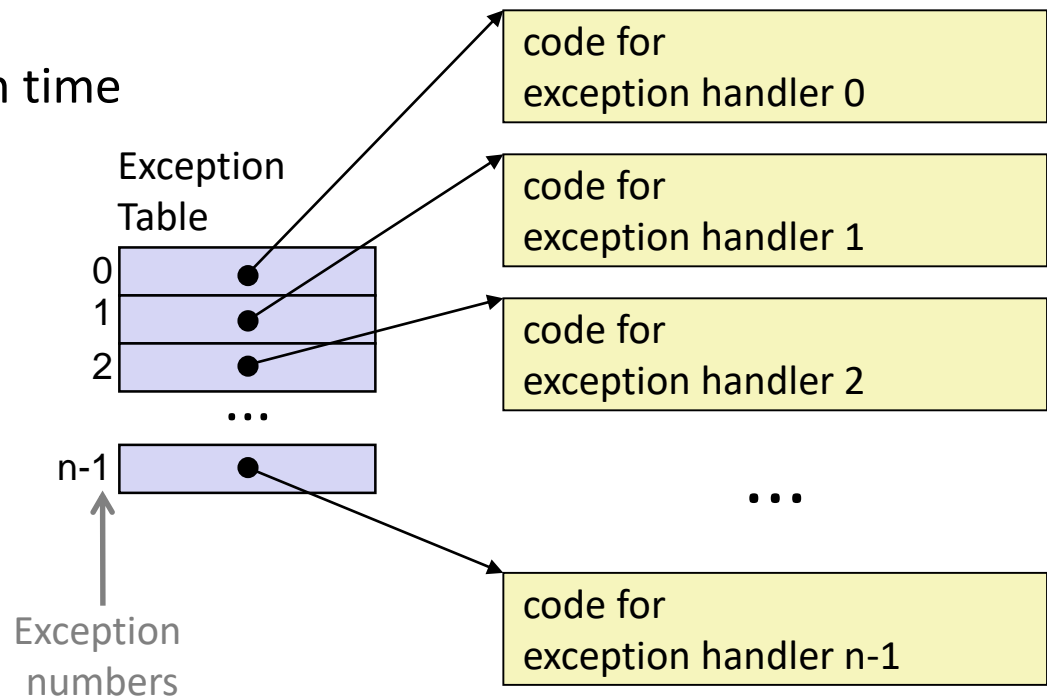 n time
Exception
Table
0
1
2
...
n-1
Exception
numbers
code for
exception handler 0
code for
exception handler 1
code for
exception handler 2
...
code for
exception handler n-1